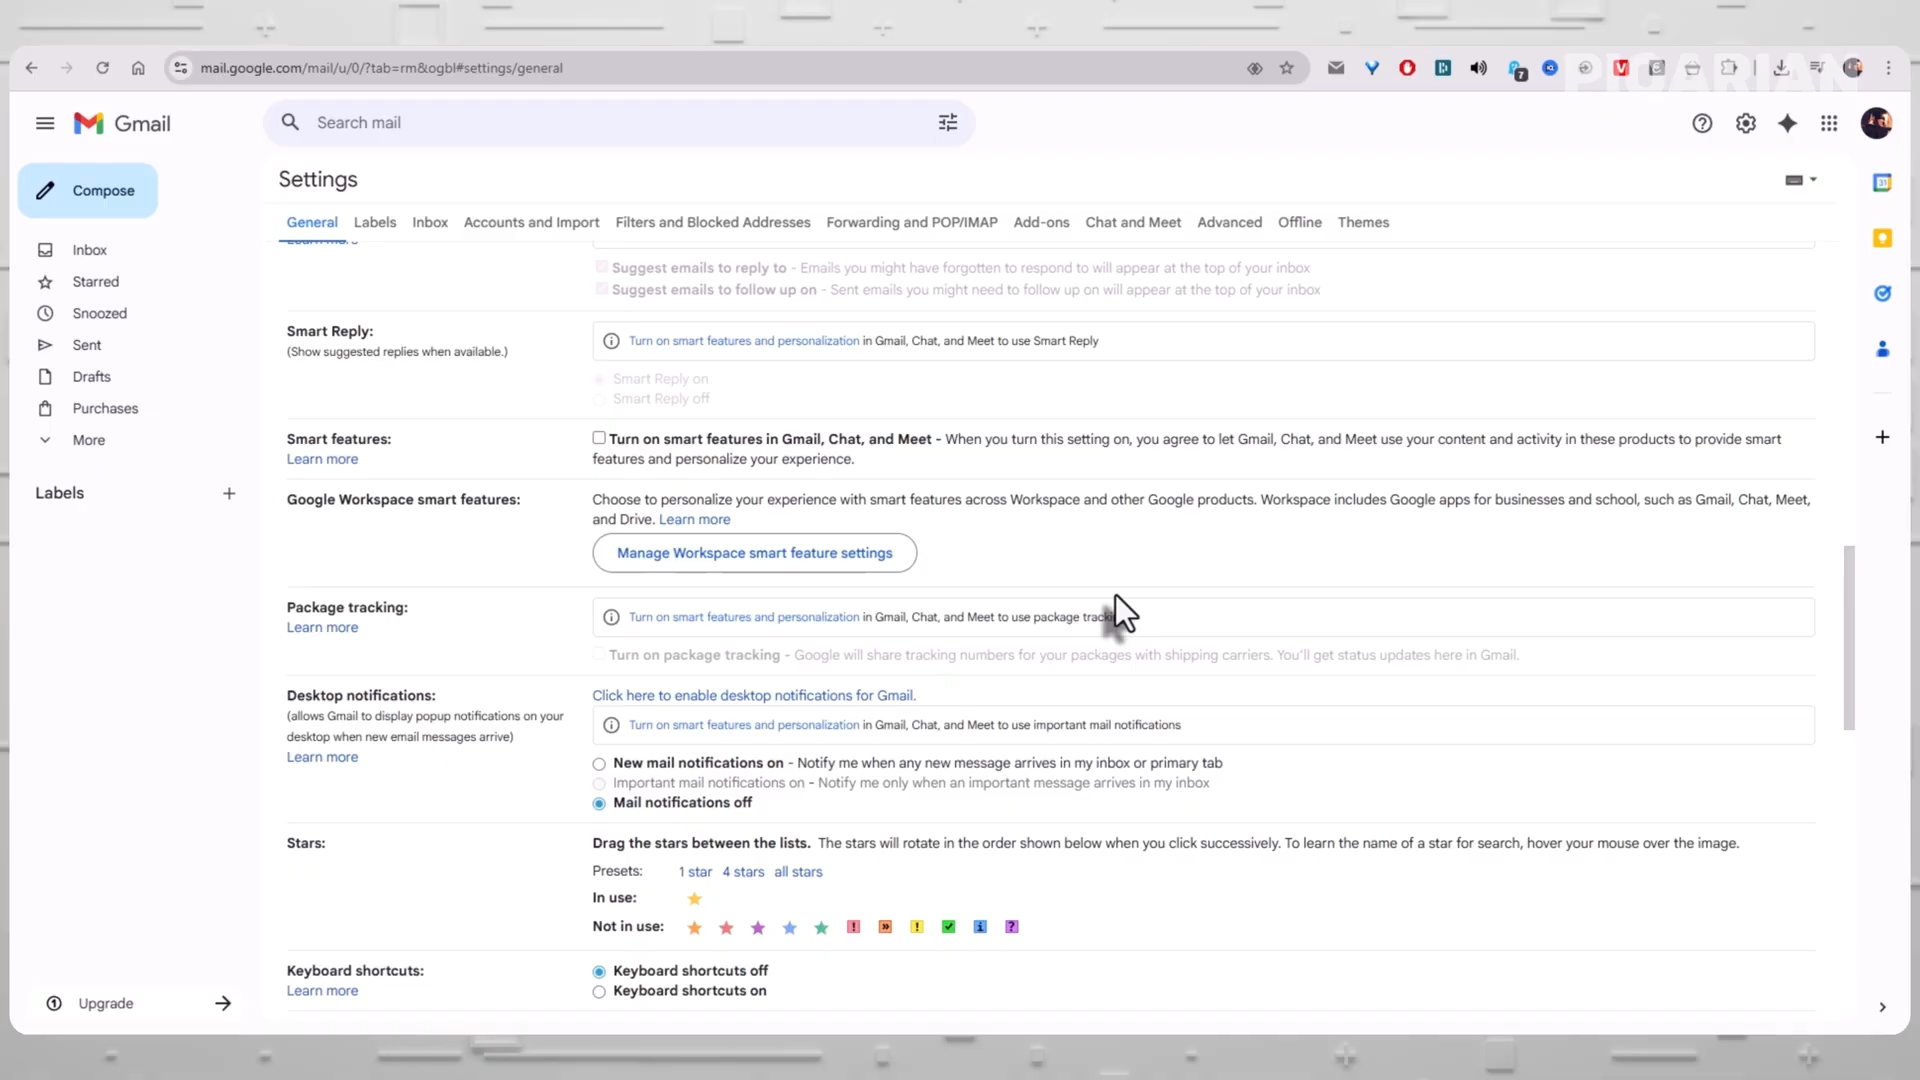 PICARIAN
mail.google.com/mail/u/0/?tab=rm&ogbl#settings/general
7
Gmail
Search mail
Compose
Inbox
Starred
Snoozed
Sent
Drafts
Purchases
More
Labels
Upgrade
Settings
General Labels Inbox Accounts and Import Filters and Blocked Addresses Forwarding and POP/IMAP Add-ons Chat and Meet Advanced Offline Themes
Learn more
Suggest emails to reply to - Emails you might have forgotten to respond to will appear at the top of your inbox
Suggest emails to follow up on - Sent emails you might need to follow up on will appear at the top of your inbox
Smart Reply:
(Show suggested replies when available.)
Turn on smart features and personalization in Gmail, Chat, and Meet to use Smart Reply
Smart Reply on
Smart Reply off
Smart features:
Learn more
Turn on smart features in Gmail, Chat, and Meet - When you turn this setting on, you agree to let Gmail, Chat, and Meet use your content and activity in these products to provide smart
features and personalize your experience.
Google Workspace smart features:
Choose to personalize your experience with smart features across Workspace and other Google products. Workspace includes Google apps for businesses and school, such as Gmail, Chat, Meet,
and Drive. Learn more
Manage Workspace smart feature settings
Package tracking:
Learn more
Turn on smart features and personalization in Gmail, Chat, and Meet to use package
Turn on package tracking - Google will share tracking numbers for your packages with shipping carriers. You'll get status updates here in Gmail.
Desktop notifications:
(allows Gmail to display popup notifications on your
desktop when new email messages arrive)
Learn more
Click here to enable desktop notifications for Gmail.
Turn on smart features and personalization in Gmail, Chat, and Meet to use important mail notifications
New mail notifications on - Notify me when any new message arrives in my inbox or primary tab
Important mail notifications on - Notify me only when an important message arrives in my inbox
Mail notifications off
Stars:
Drag the stars between the lists. The stars will rotate in the order shown below when you click successively. To learn the name of a star for search, hover your mouse over the image.
Presets: 1 star 4 stars all stars
In use:
Not in use:
Keyboard shortcuts:
Learn more
Keyboard shortcuts off
Keyboard shortcuts on
31